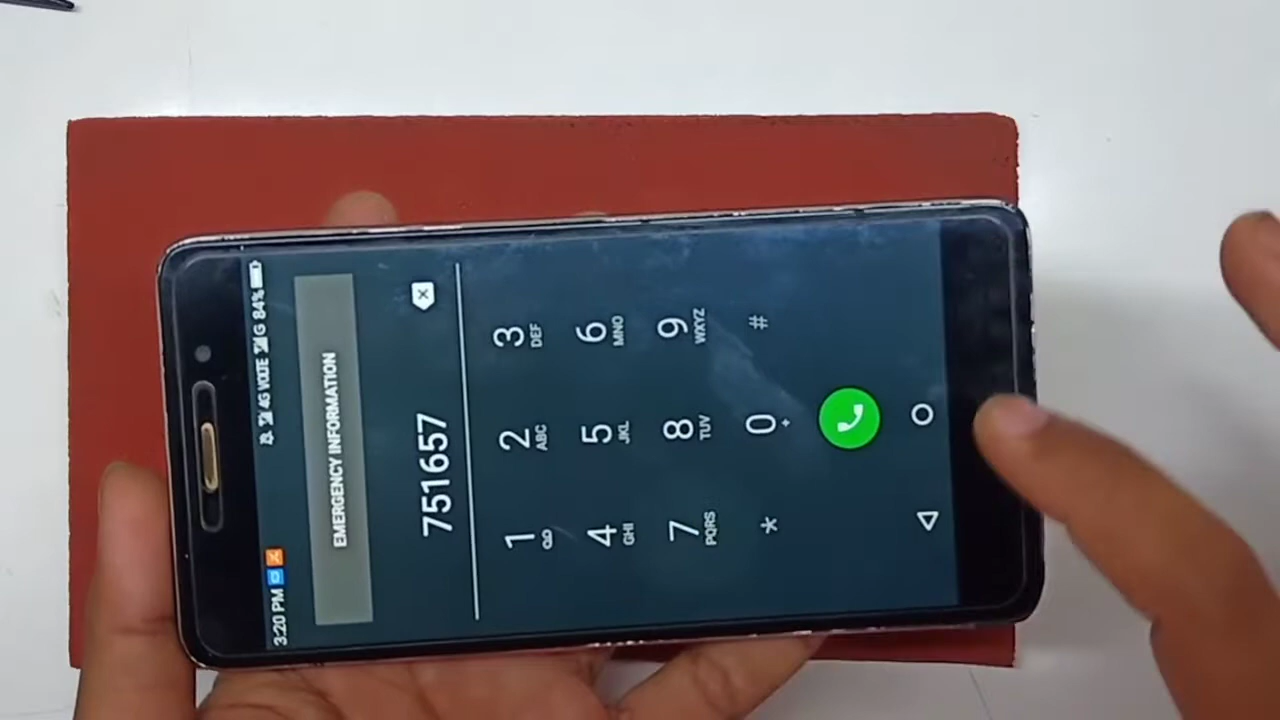 3:20 PM 4G VOLTE G 84%
EMERGENCY INFORMATION
751657
1 2 ABC 3 DEF
4 GHI 5 JKL 6 MNO
7 PQRS 8 TUV 9 WXYZ
* 0 + #